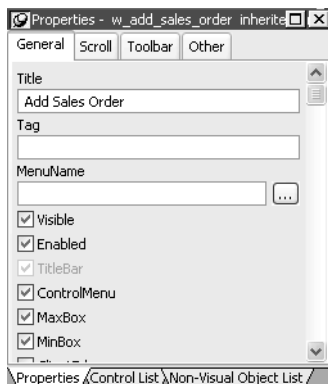 Properties - w_add_sales_order inherite
General Scroll Toolbar Other
Title
Add Sales Order
Tag
MenuName
...
Visible
Enabled
TitleBar
ControlMenu
MaxBox
MinBox
Properties Control List Non-Visual Object List